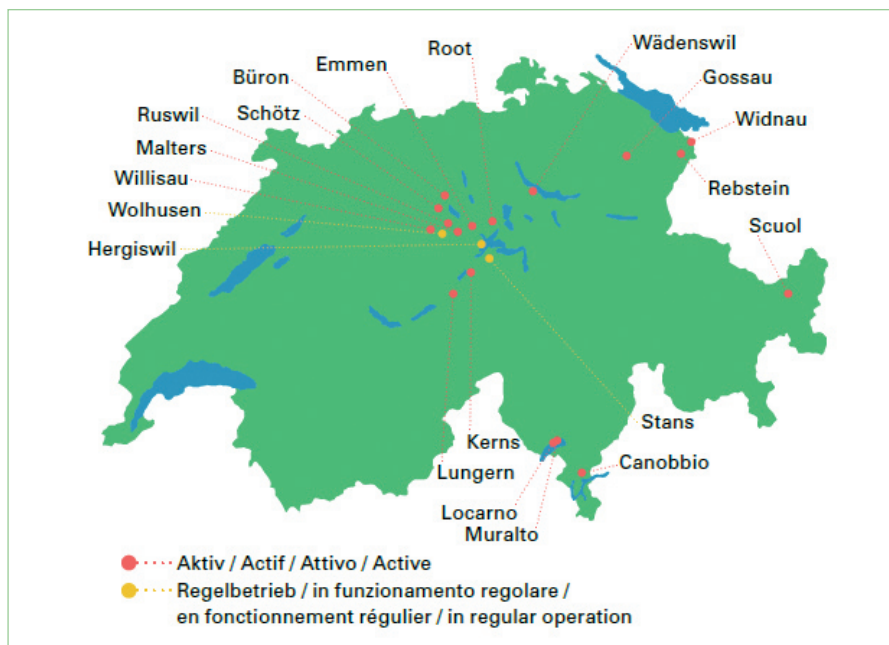 Root
Wädenswil
Emmen
Gossau
Büron
Ruswil
Schötz
Widnau
Malters
Willisau
Rebstein
Wolhusen
Scuol
Hergiswil
Stans
Kerns
Canobbio
Lungern
Locarno
Muralto
Aktiv / Actif / Attivo / Active
Regelbetrieb / in funzionamento regolare /
en fonctionnement régulier / in regular operation